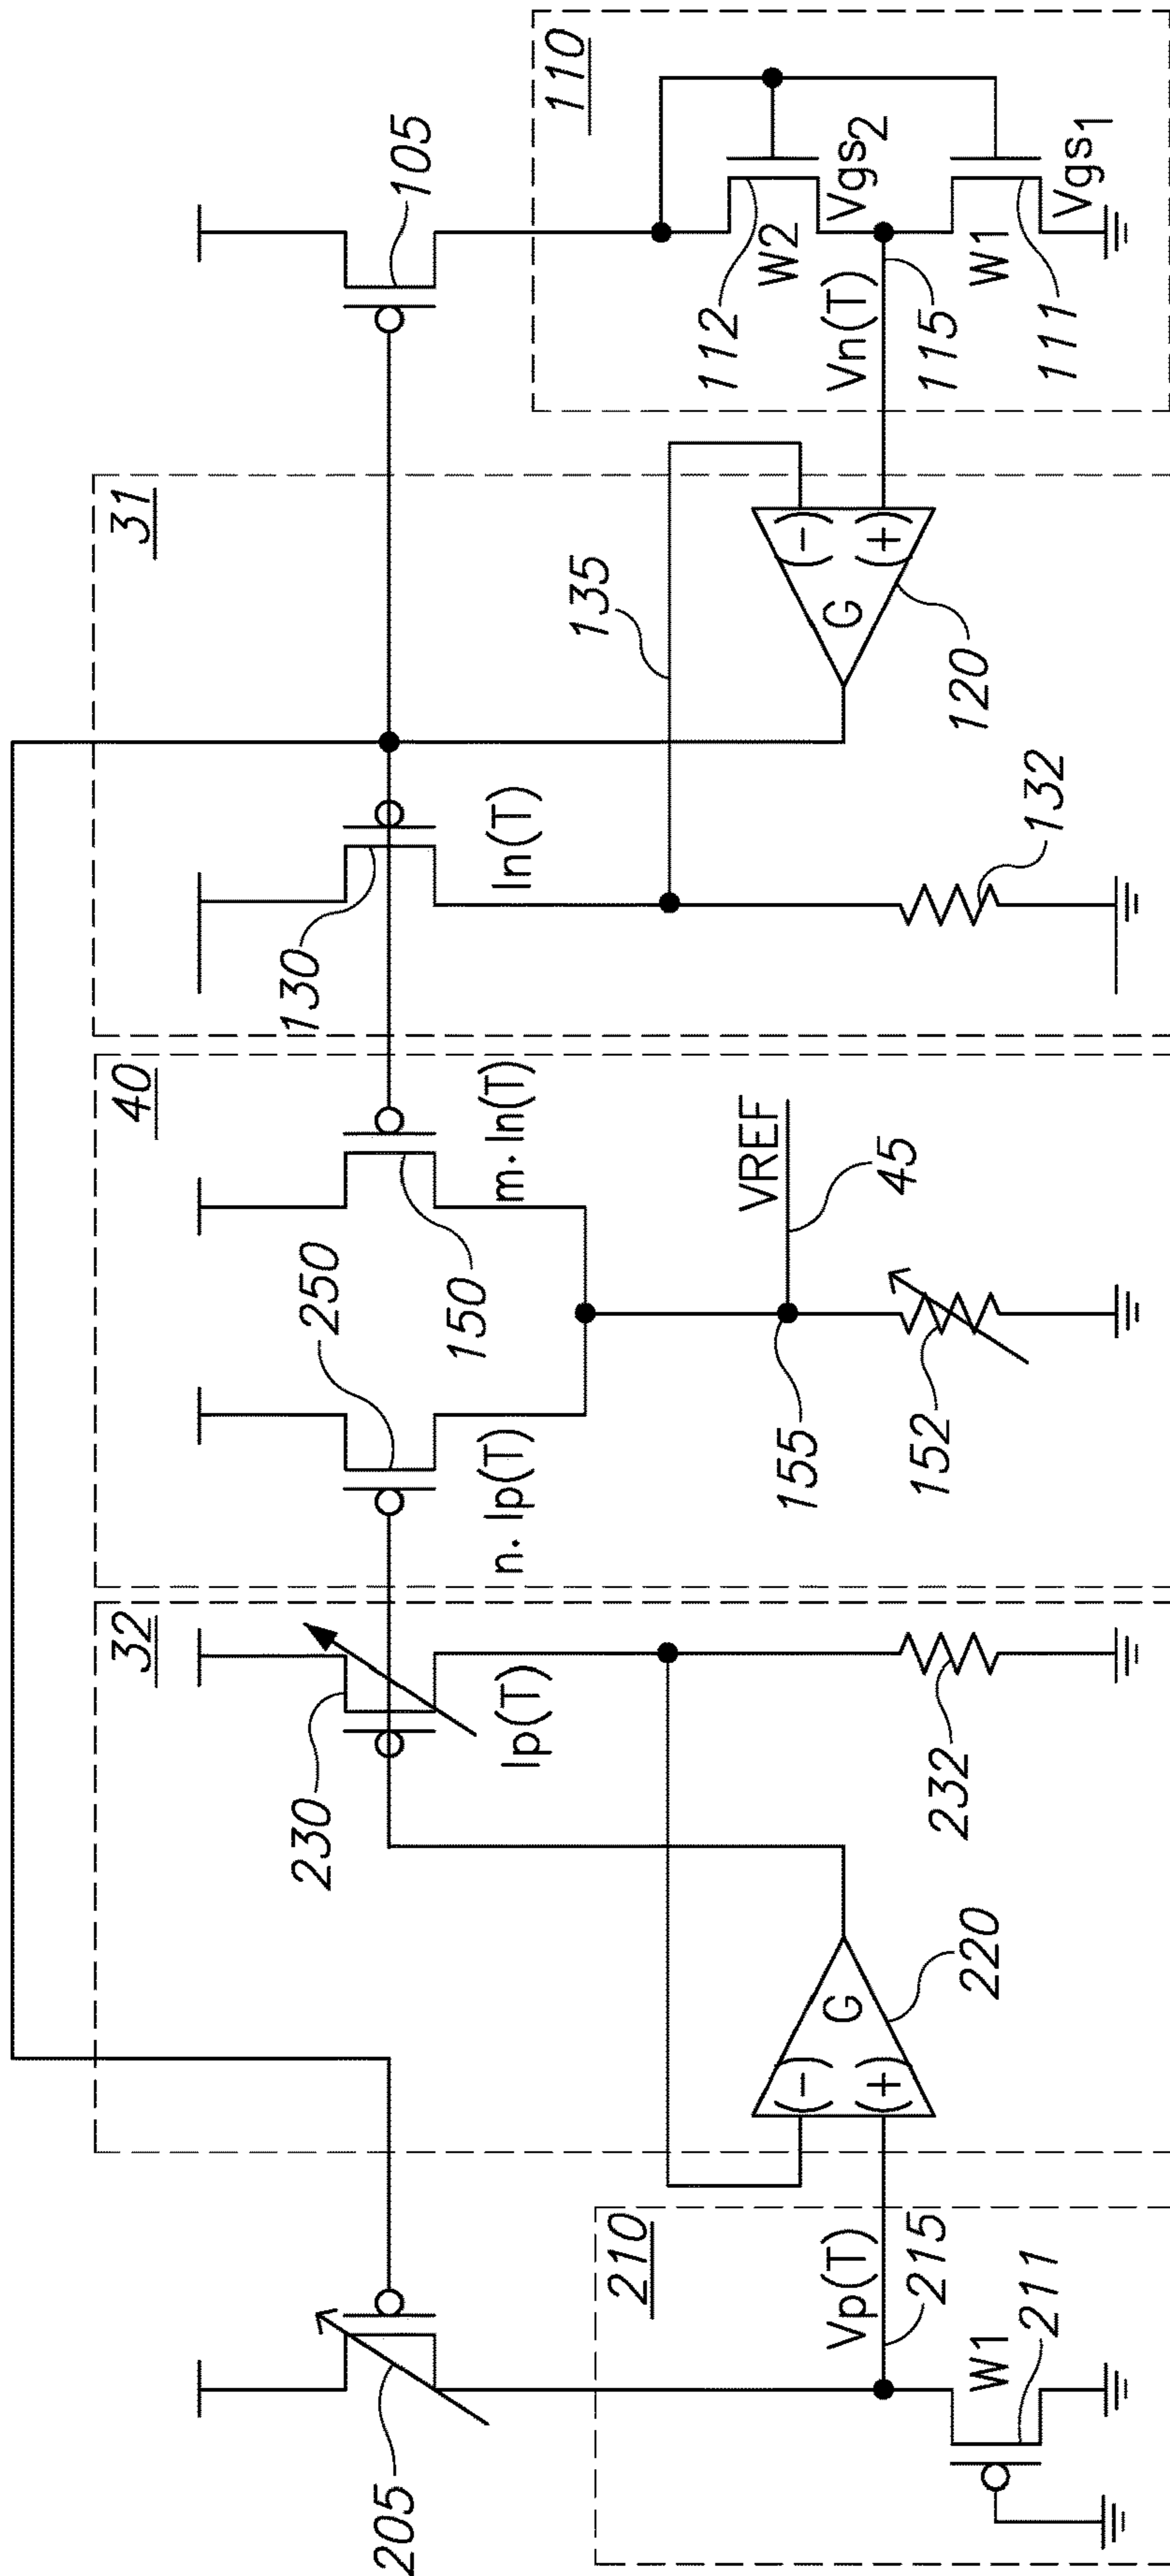 205
210
Vp(T)
215
W1
211
32
230
Ip(T)
(-)
(+)
G
220
232
40
250
n. Ip(T)
150
m. In(T)
VREF
45
155
152
31
130
In(T)
135
(-)
(+)
G
120
132
105
110
112
W2
Vgs2
Vn(T)
115
W1
111
Vgs1